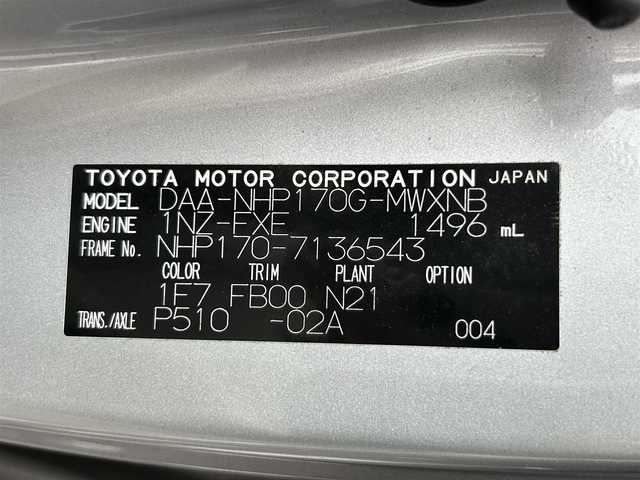 TOYOTA MOTOR CORPORATION JAPAN
MODEL DAA-NHP170G-MWXNB
ENGINE 1NZ-FXE 1496 mL
FRAME No. NHP170-7136543
COLOR TRIM PLANT OPTION
1F7 FB00 N21
TRANS./AXLE P510 -02A 004